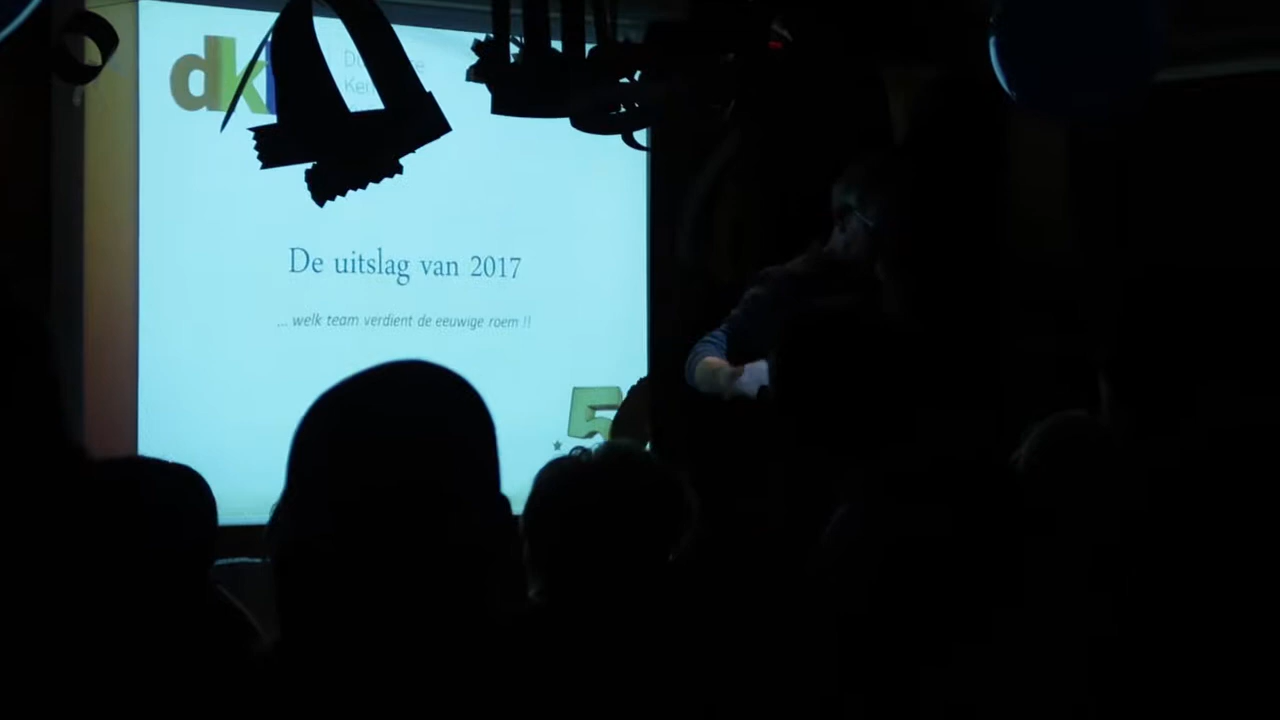 dk
De uitslag van 2017
... welk team verdient de eeuwige roem !!
5